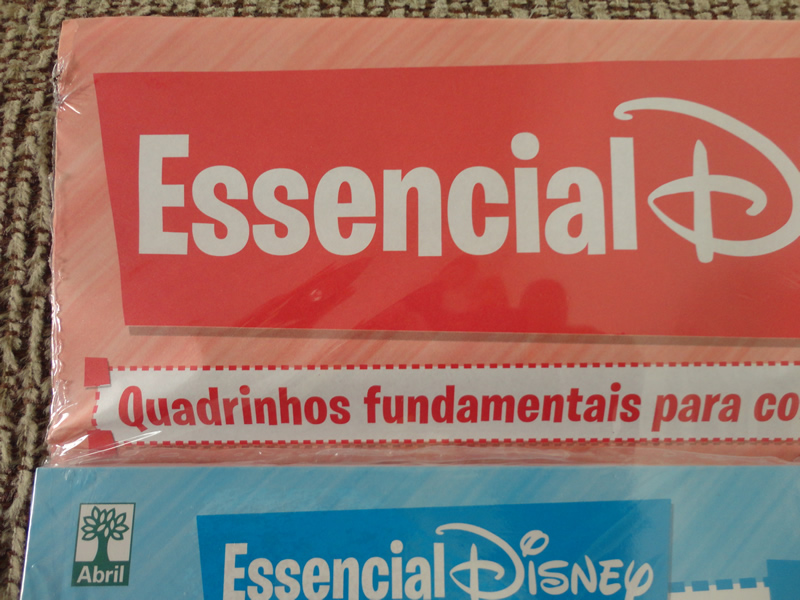 Essencial D
Quadrinhos fundamentais para co
Abril
Essencial Disney